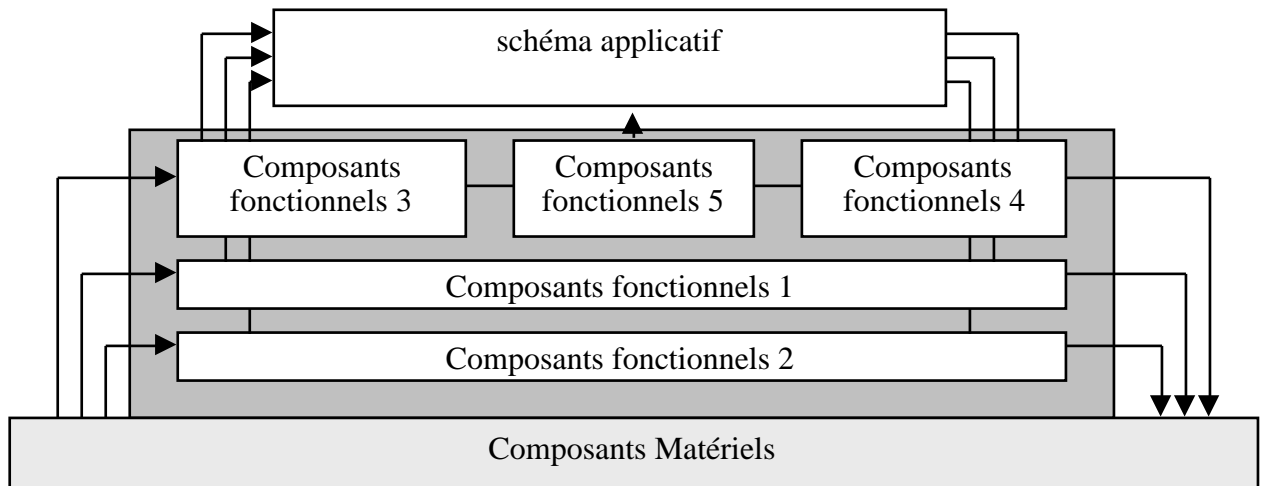 schéma applicatif
Composants
fonctionnels 3
Composants
fonctionnels 5
Composants
fonctionnels 4
Composants fonctionnels 1
Composants fonctionnels 2
Composants Matériels